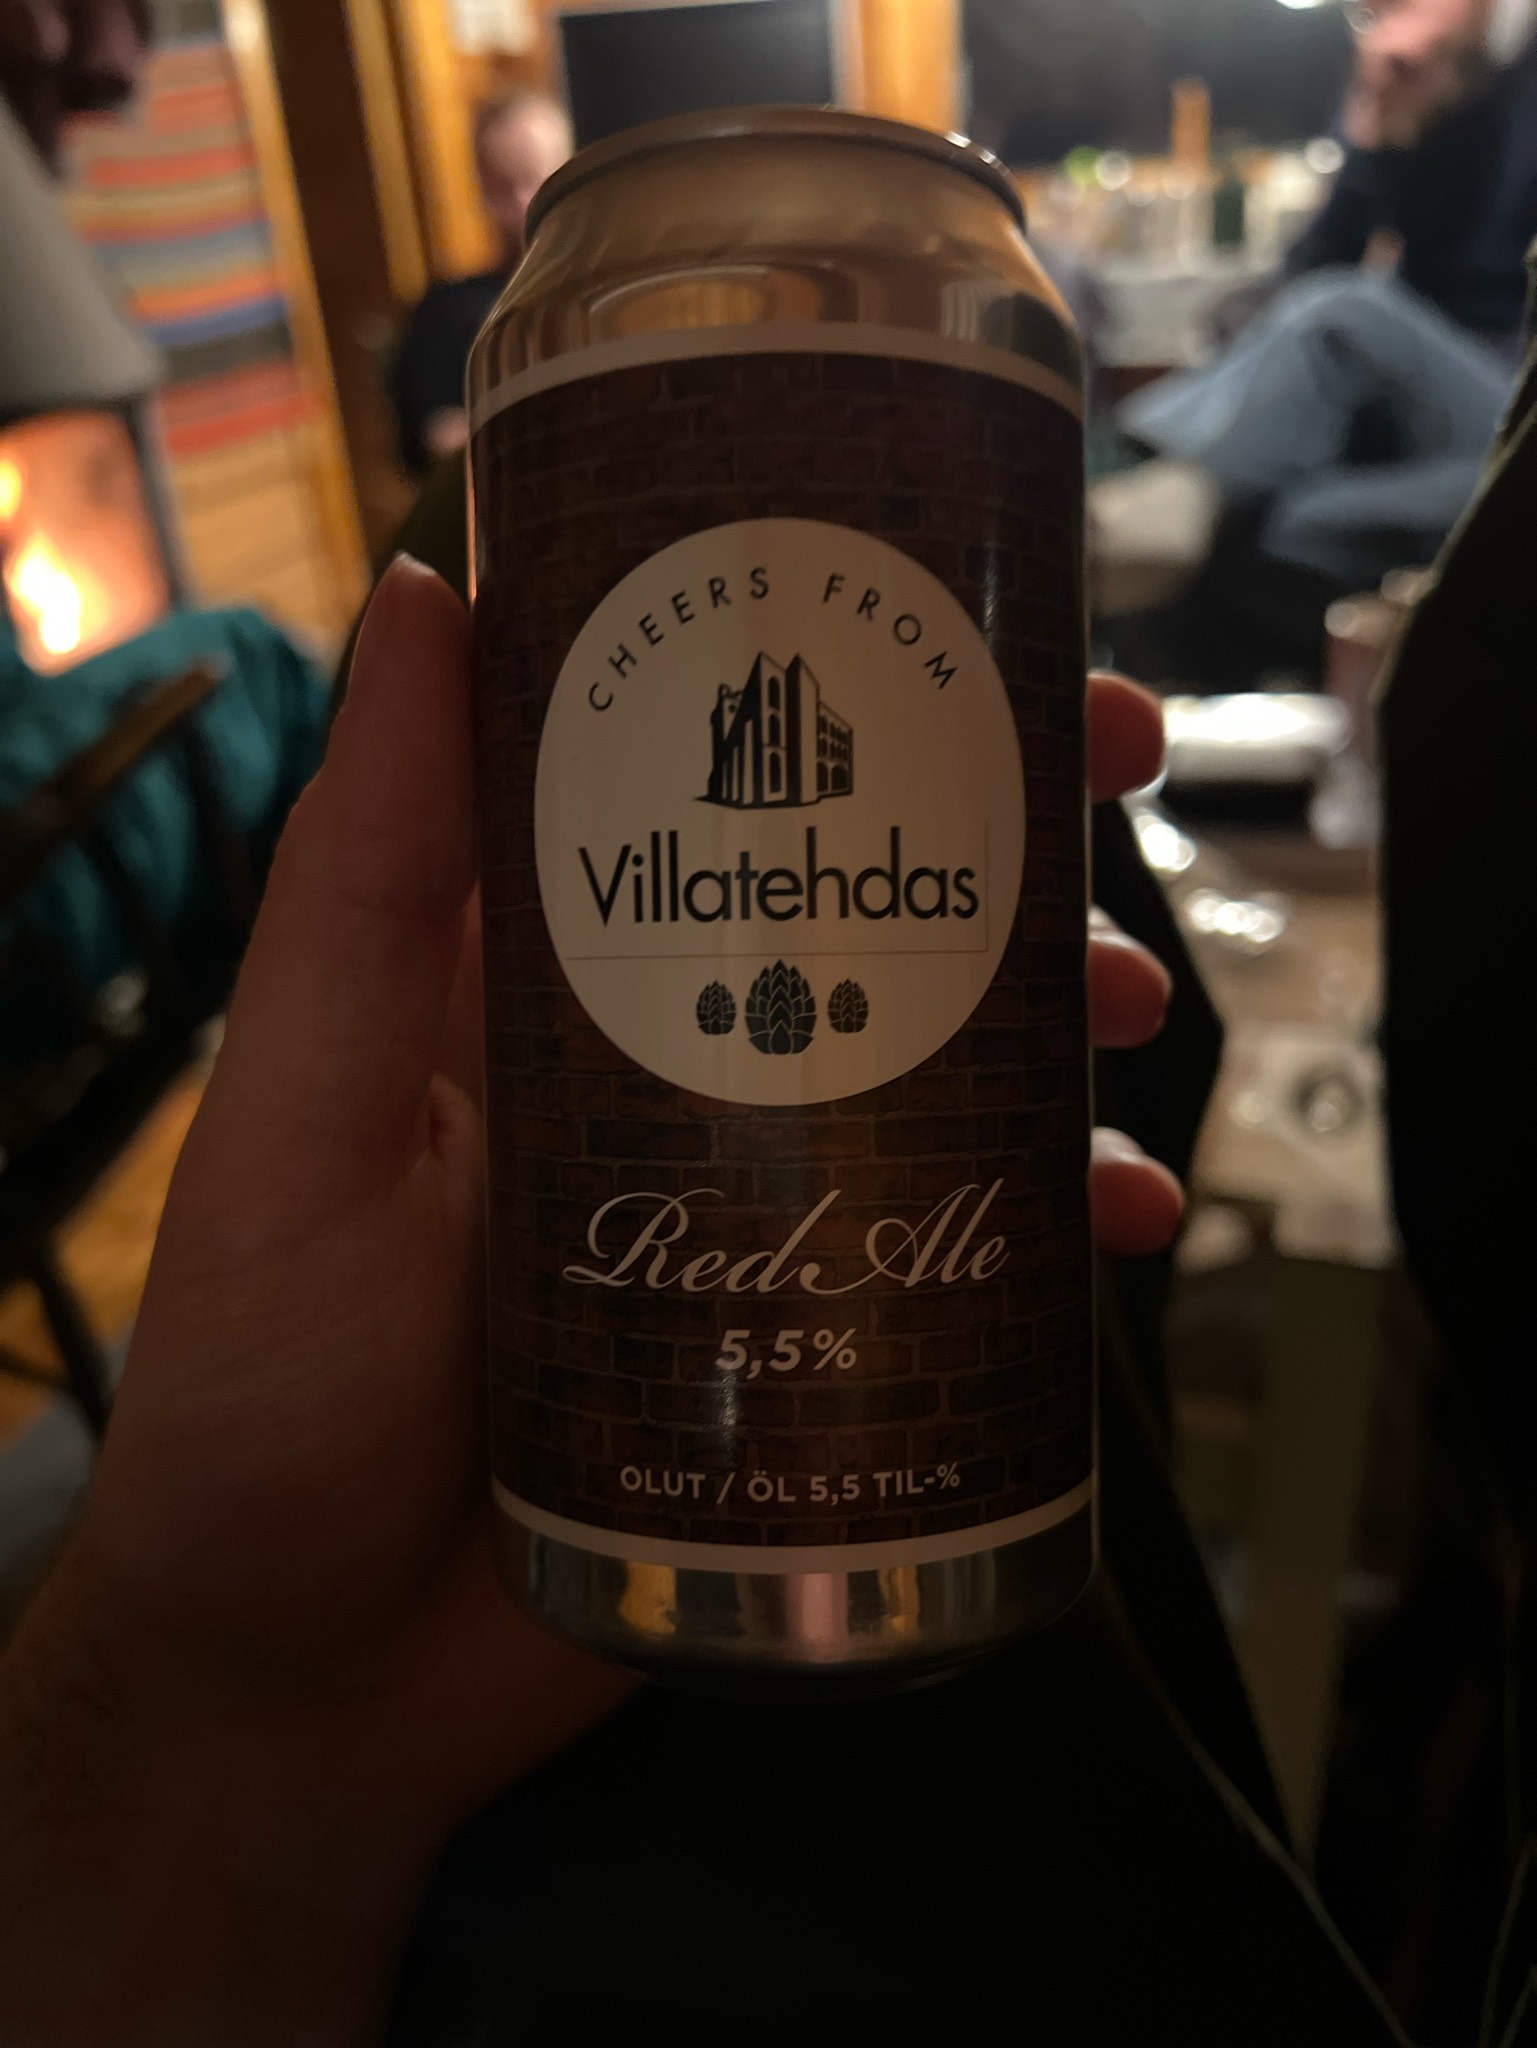 CHEERS FROM
Villatehdas
Red Ale
5,5%
OLUT / ÖL 5,5 TIL-%